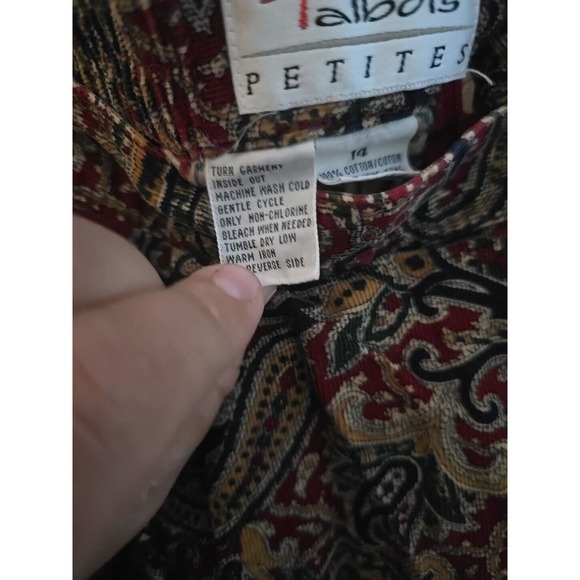 Talbots
PETITES
14
100% COTTON/COTON
TURN GARMENT
INSIDE OUT
MACHINE WASH COLD
GENTLE CYCLE
ONLY NON-CHLORINE
BLEACH WHEN NEEDED
TUMBLE DRY LOW
WARM IRON
REVERSE SIDE